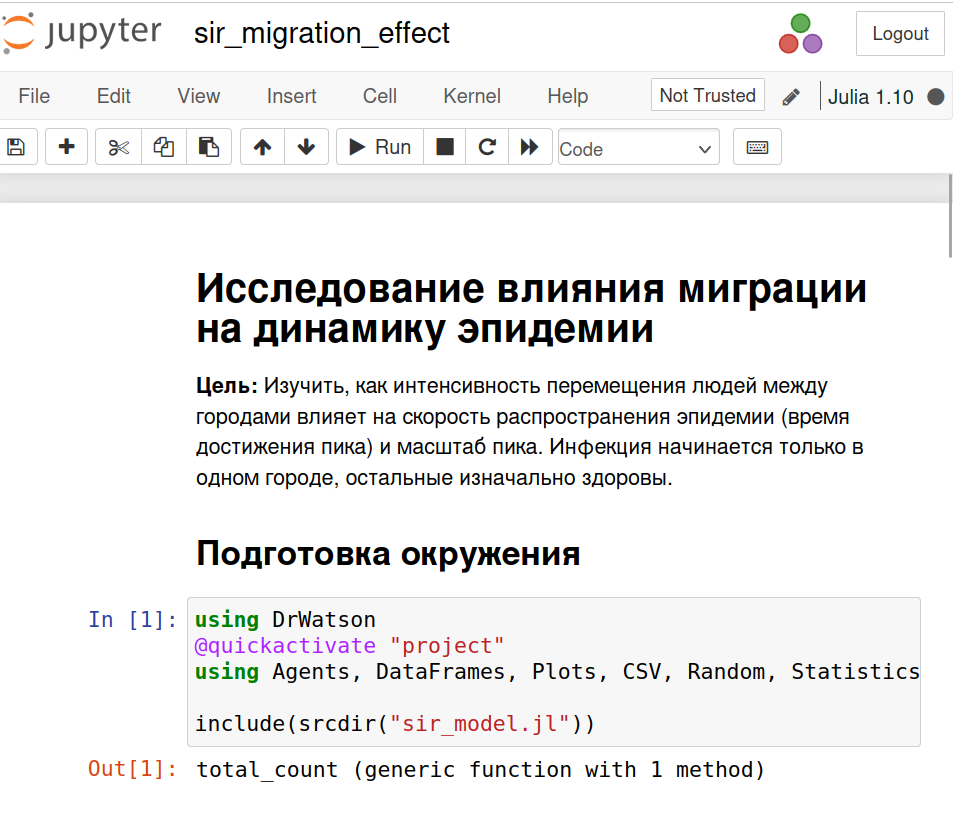 jupyter sir_migration_effect Logout
File Edit View Insert Cell Kernel Help Not Trusted Julia 1.10
Run Code
Исследование влияния миграции
на динамику эпидемии
Цель: Изучить, как интенсивность перемещения людей между
городами влияет на скорость распространения эпидемии (время
достижения пика) и масштаб пика. Инфекция начинается только в
одном городе, остальные изначально здоровы.
Подготовка окружения
In [1]: using DrWatson
@quickactivate "project"
using Agents, DataFrames, Plots, CSV, Random, Statistics
include(srcdir("sir_model.jl"))
Out[1]: total_count (generic function with 1 method)